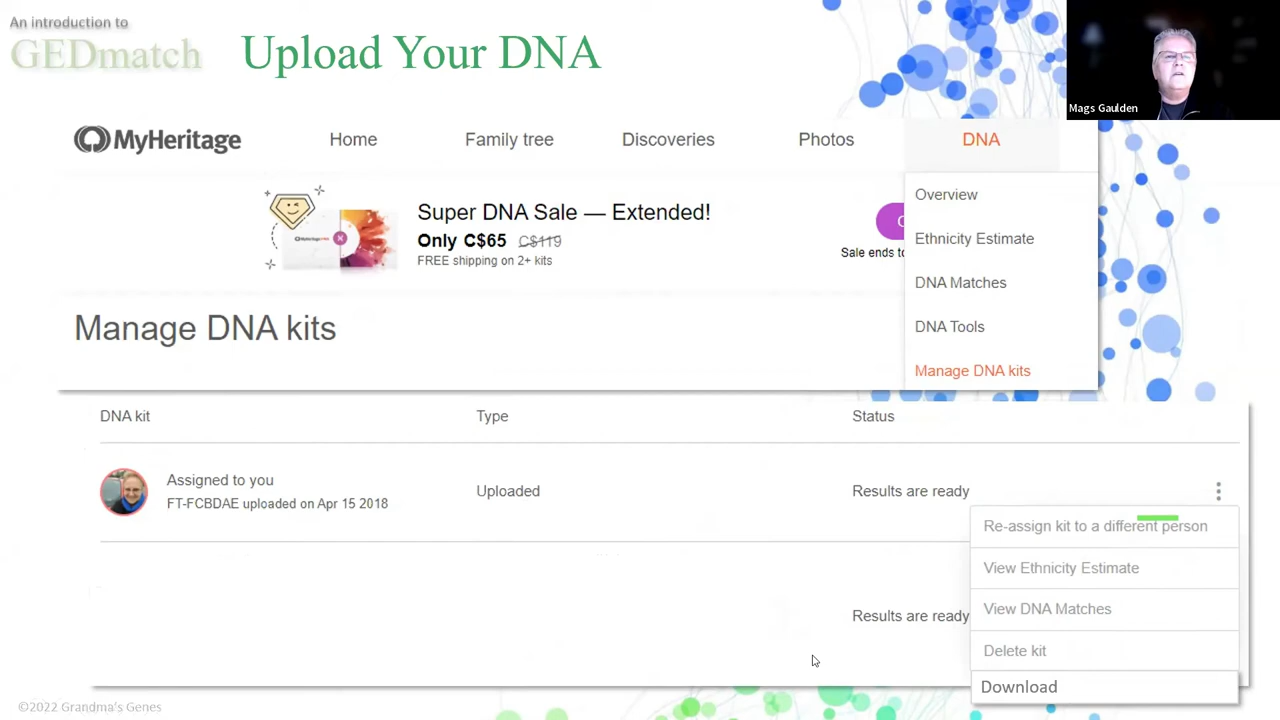 An introduction to
GEDmatch
Upload Your DNA
Mags Gaulden
MyHeritage
Home
Family tree
Discoveries
Photos
DNA
Overview
Ethnicity Estimate
DNA Matches
DNA Tools
Manage DNA kits
Super DNA Sale — Extended!
Only C$65 C$119
FREE shipping on 2+ kits
Sale ends to
Manage DNA kits
DNA kit
Type
Status
Assigned to you
FT-FCBDAE uploaded on Apr 15 2018
Uploaded
Results are ready
Re-assign kit to a different person
View Ethnicity Estimate
View DNA Matches
Results are ready
Delete kit
Download
©2022 Grandma's Genes